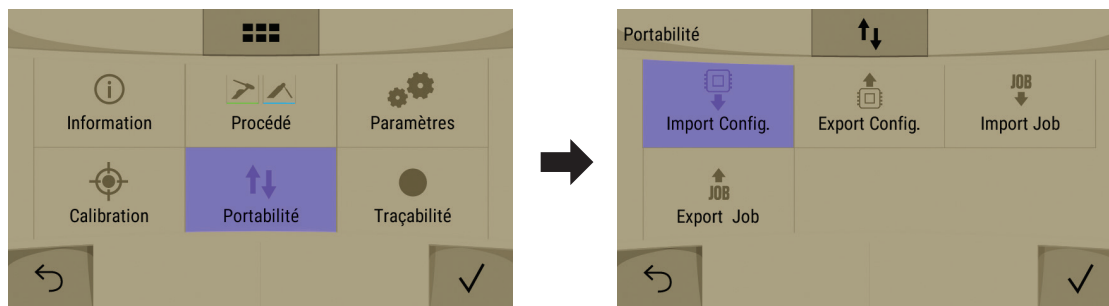 Information
Procédé
Paramètres
Calibration
Portabilité
Traçabilité
Portabilité
JOB
Import Config.
Export Config.
Import Job
JOB
Export Job